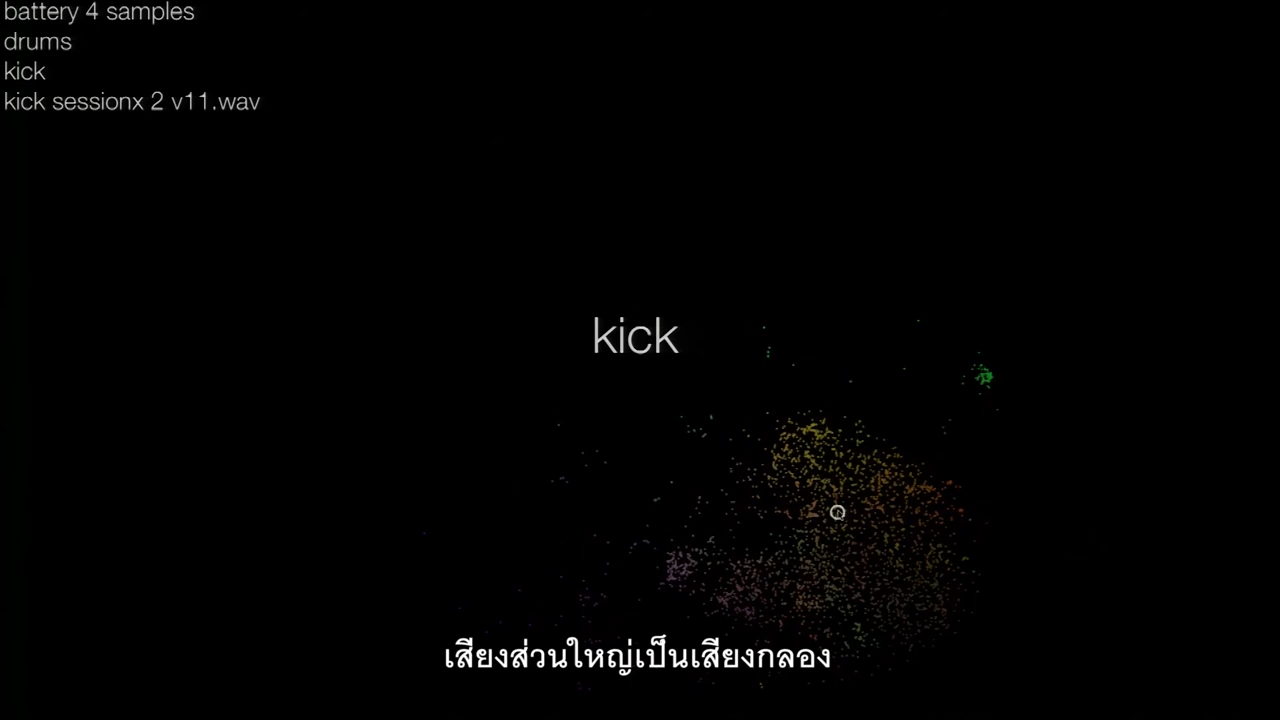 battery 4 samples
drums
kick
kick sessionx 2 v11.wav
kick
เสียงส่วนใหญ่เป็นเสียงกลอง